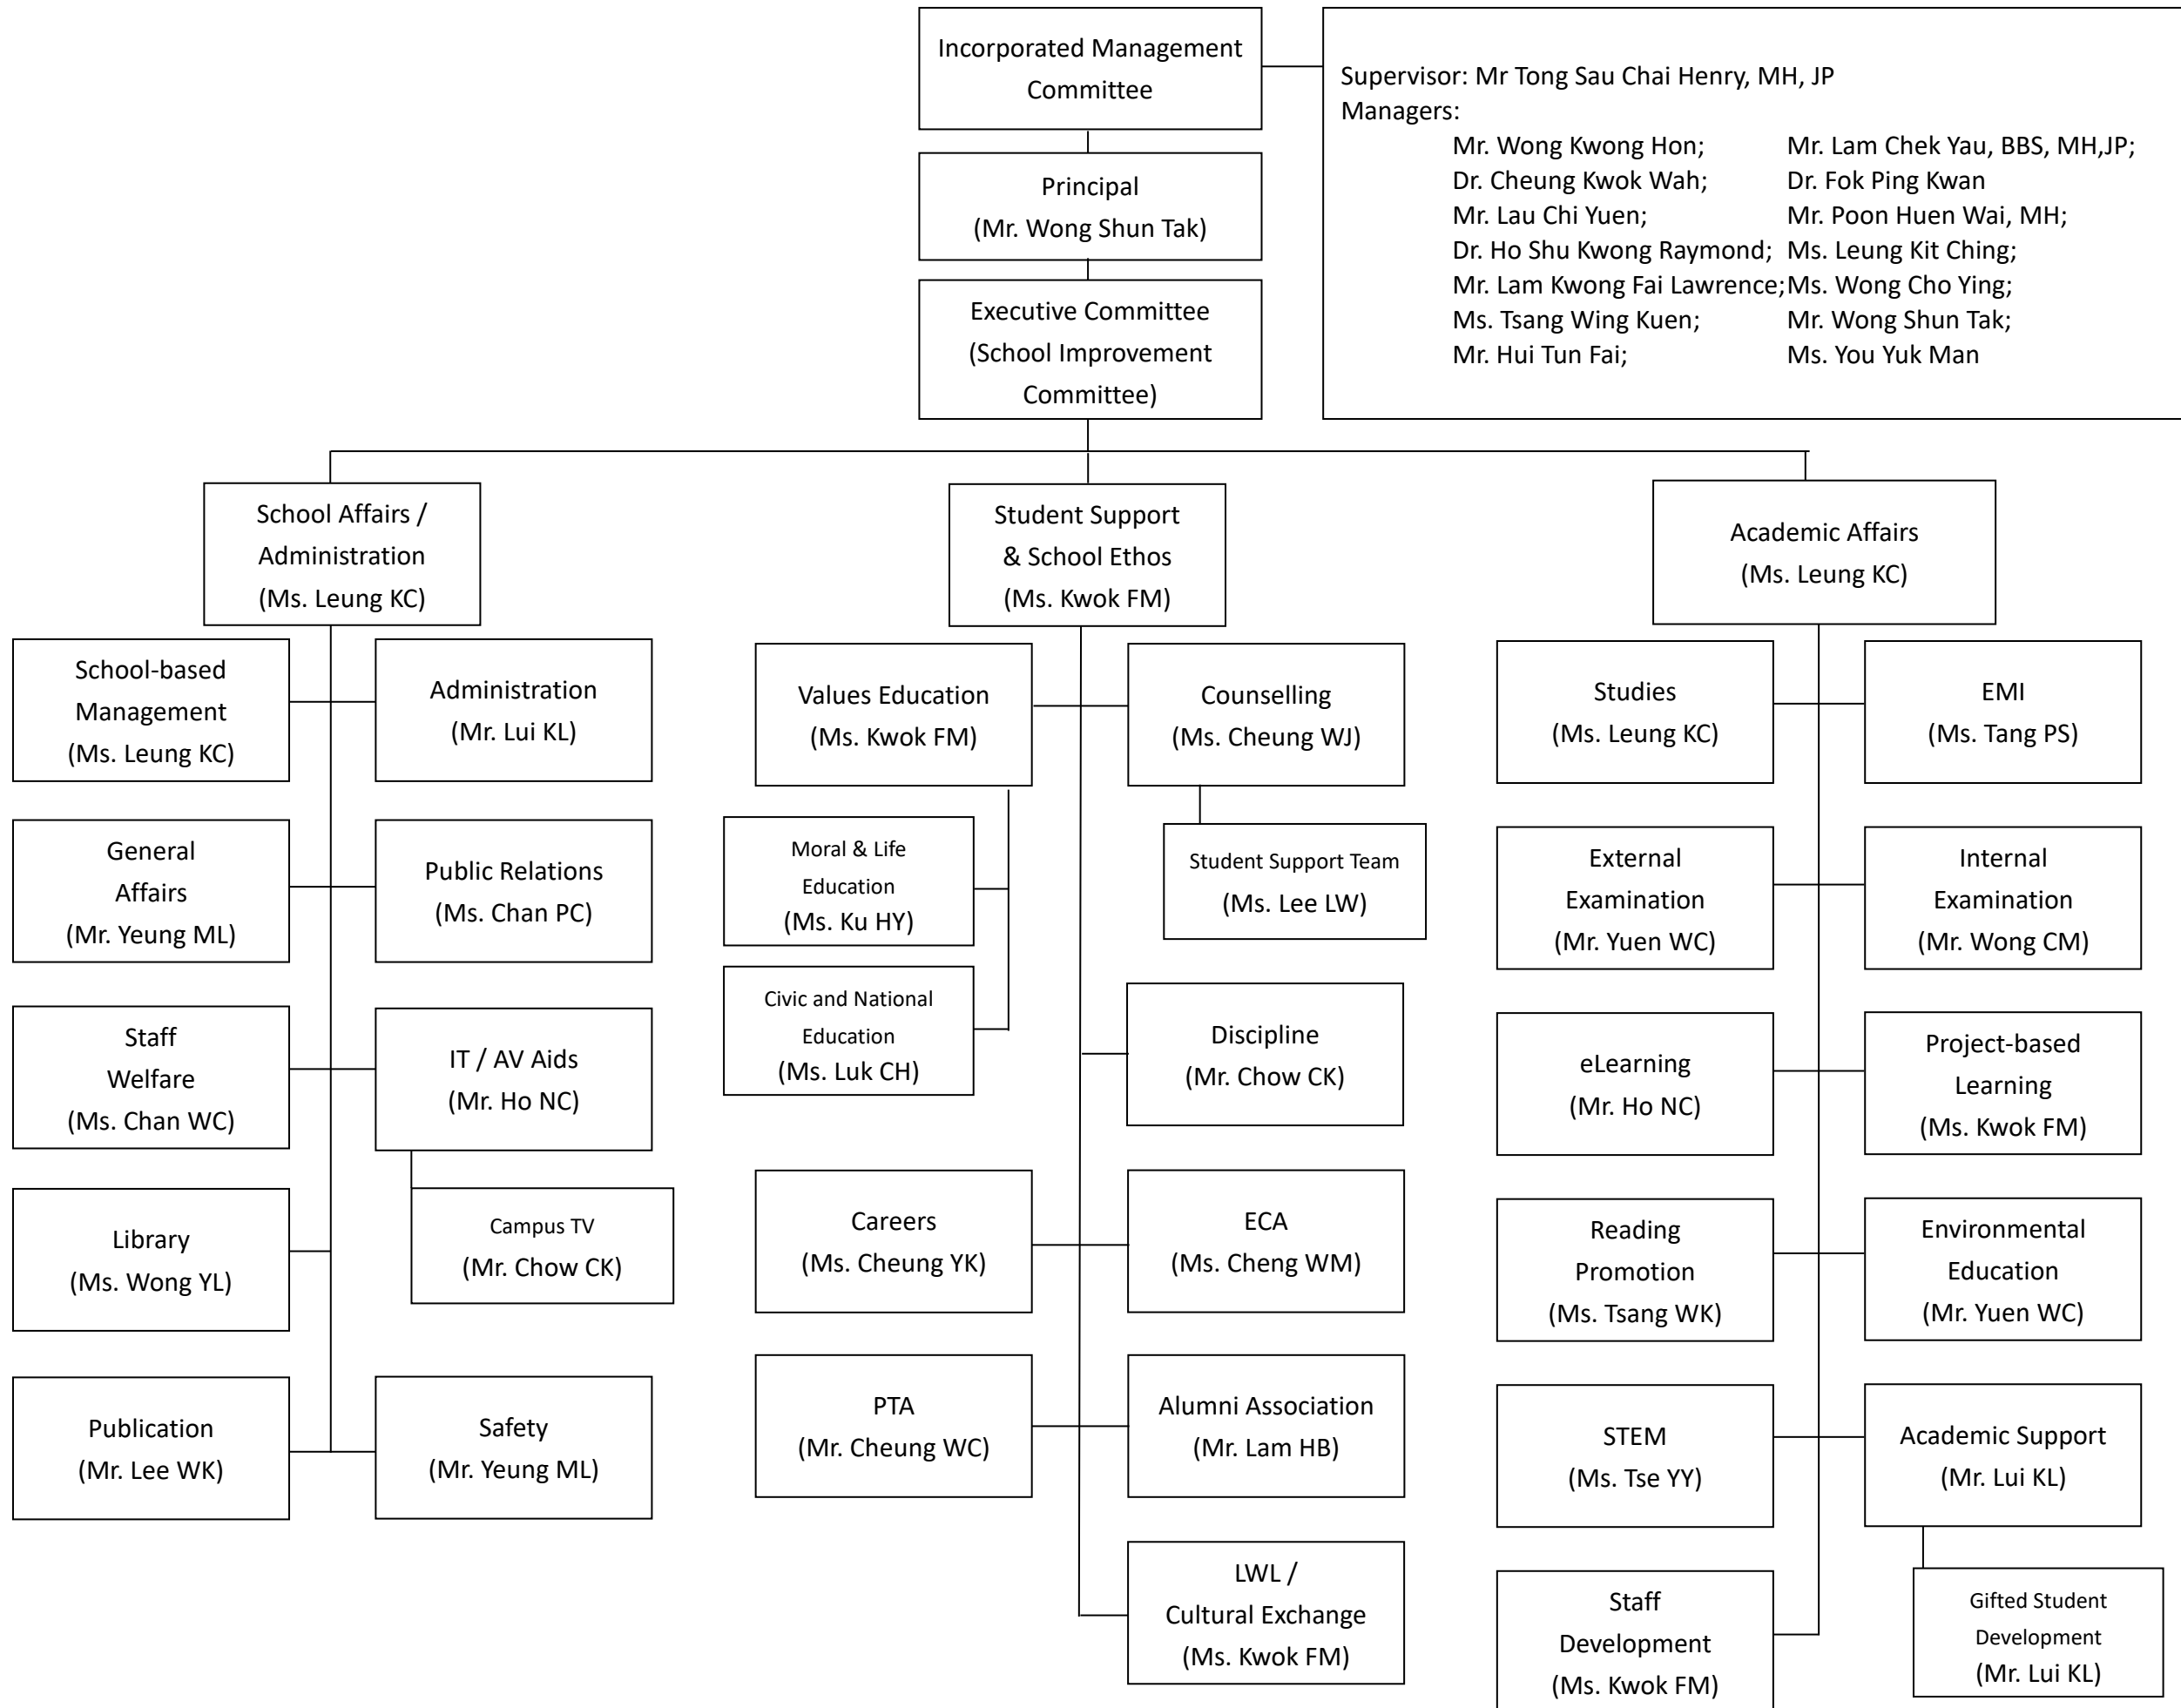 Incorporated Management
Committee
Supervisor: Mr Tong Sau Chai Henry, MH, JP
Managers:
Mr. Wong Kwong Hon; Mr. Lam Chek Yau, BBS, MH,JP;
Dr. Cheung Kwok Wah; Dr. Fok Ping Kwan
Mr. Lau Chi Yuen; Mr. Poon Huen Wai, MH;
Dr. Ho Shu Kwong Raymond; Ms. Leung Kit Ching;
Mr. Lam Kwong Fai Lawrence; Ms. Wong Cho Ying;
Ms. Tsang Wing Kuen; Mr. Wong Shun Tak;
Mr. Hui Tun Fai; Ms. You Yuk Man
Principal
(Mr. Wong Shun Tak)
Executive Committee
(School Improvement
Committee)
School Affairs /
Administration
(Ms. Leung KC)
School-based
Management
(Ms. Leung KC)
Administration
(Mr. Lui KL)
General
Affairs
(Mr. Yeung ML)
Public Relations
(Ms. Chan PC)
Staff
Welfare
(Ms. Chan WC)
IT / AV Aids
(Mr. Ho NC)
Library
(Ms. Wong YL)
Campus TV
(Mr. Chow CK)
Publication
(Mr. Lee WK)
Safety
(Mr. Yeung ML)
Student Support
& School Ethos
(Ms. Kwok FM)
Values Education
(Ms. Kwok FM)
Counselling
(Ms. Cheung WJ)
Moral & Life
Education
(Ms. Ku HY)
Student Support Team
(Ms. Lee LW)
Civic and National
Education
(Ms. Luk CH)
Discipline
(Mr. Chow CK)
Careers
(Ms. Cheung YK)
ECA
(Ms. Cheng WM)
PTA
(Mr. Cheung WC)
Alumni Association
(Mr. Lam HB)
LWL /
Cultural Exchange
(Ms. Kwok FM)
Academic Affairs
(Ms. Leung KC)
Studies
(Ms. Leung KC)
EMI
(Ms. Tang PS)
External
Examination
(Mr. Yuen WC)
Internal
Examination
(Mr. Wong CM)
eLearning
(Mr. Ho NC)
Project-based
Learning
(Ms. Kwok FM)
Reading
Promotion
(Ms. Tsang WK)
Environmental
Education
(Mr. Yuen WC)
STEM
(Ms. Tse YY)
Academic Support
(Mr. Lui KL)
Staff
Development
(Ms. Kwok FM)
Gifted Student
Development
(Mr. Lui KL)